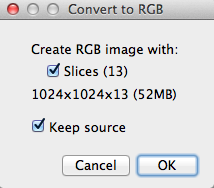 Convert to RGB
Create RGB image with:
Slices (13)
1024x1024x13 (52MB)
Keep source
Cancel OK